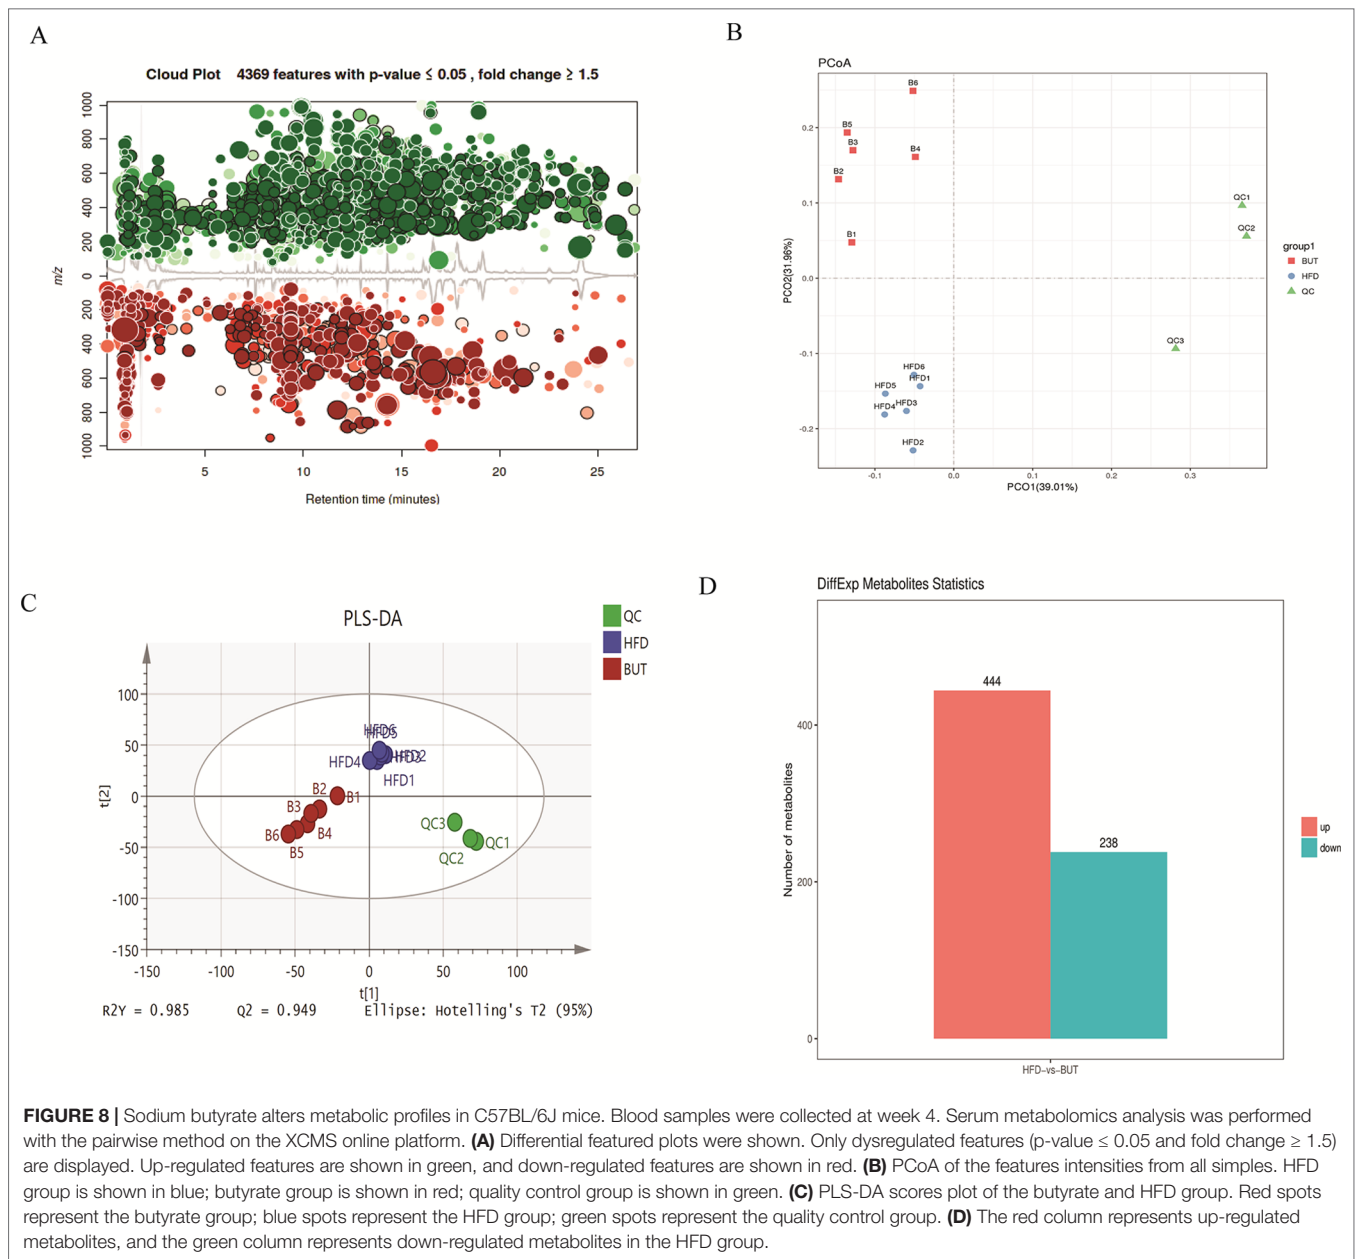 A
Cloud Plot 4369 features with p-value ≤ 0.05 , fold change ≥ 1.5
1000
800
600
400
200
0
200
400
600
800
1000
m/z
5 10 15 20 25
Retention time (minutes)
B
PCoA
B6
B5
B3
B4
B2
B1
QC1
QC2
QC3
HFD6
HFD1
HFD5
HFD3
HFD4
HFD2
0.2
0.1
0.0
-0.1
-0.2
PCO2(31.96%)
-0.1 0.0 0.1 0.2 0.3
PCO1(39.01%)
group1
BUT
HFD
QC
C
PLS-DA
QC
HFD
BUT
100
50
0
-50
-100
-150
t[2]
HFD6
HFD5
HFD4
HFD3
HFD2
HFD1
B2
B1
B3
B4
B6
B5
QC3
QC1
QC2
-150 -100 -50 0 50 100
t[1]
R2Y = 0.985 Q2 = 0.949 Ellipse: Hotelling's T2 (95%)
D
DiffExp Metabolites Statistics
444
238
400
200
0
Number of metabolites
HFD-vs-BUT
up
down
FIGURE 8 | Sodium butyrate alters metabolic profiles in C57BL/6J mice. Blood samples were collected at week 4. Serum metabolomics analysis was performed
with the pairwise method on the XCMS online platform. (A) Differential featured plots were shown. Only dysregulated features (p-value ≤ 0.05 and fold change ≥ 1.5)
are displayed. Up-regulated features are shown in green, and down-regulated features are shown in red. (B) PCoA of the features intensities from all simples. HFD
group is shown in blue; butyrate group is shown in red; quality control group is shown in green. (C) PLS-DA scores plot of the butyrate and HFD group. Red spots
represent the butyrate group; blue spots represent the HFD group; green spots represent the quality control group. (D) The red column represents up-regulated
metabolites, and the green column represents down-regulated metabolites in the HFD group.